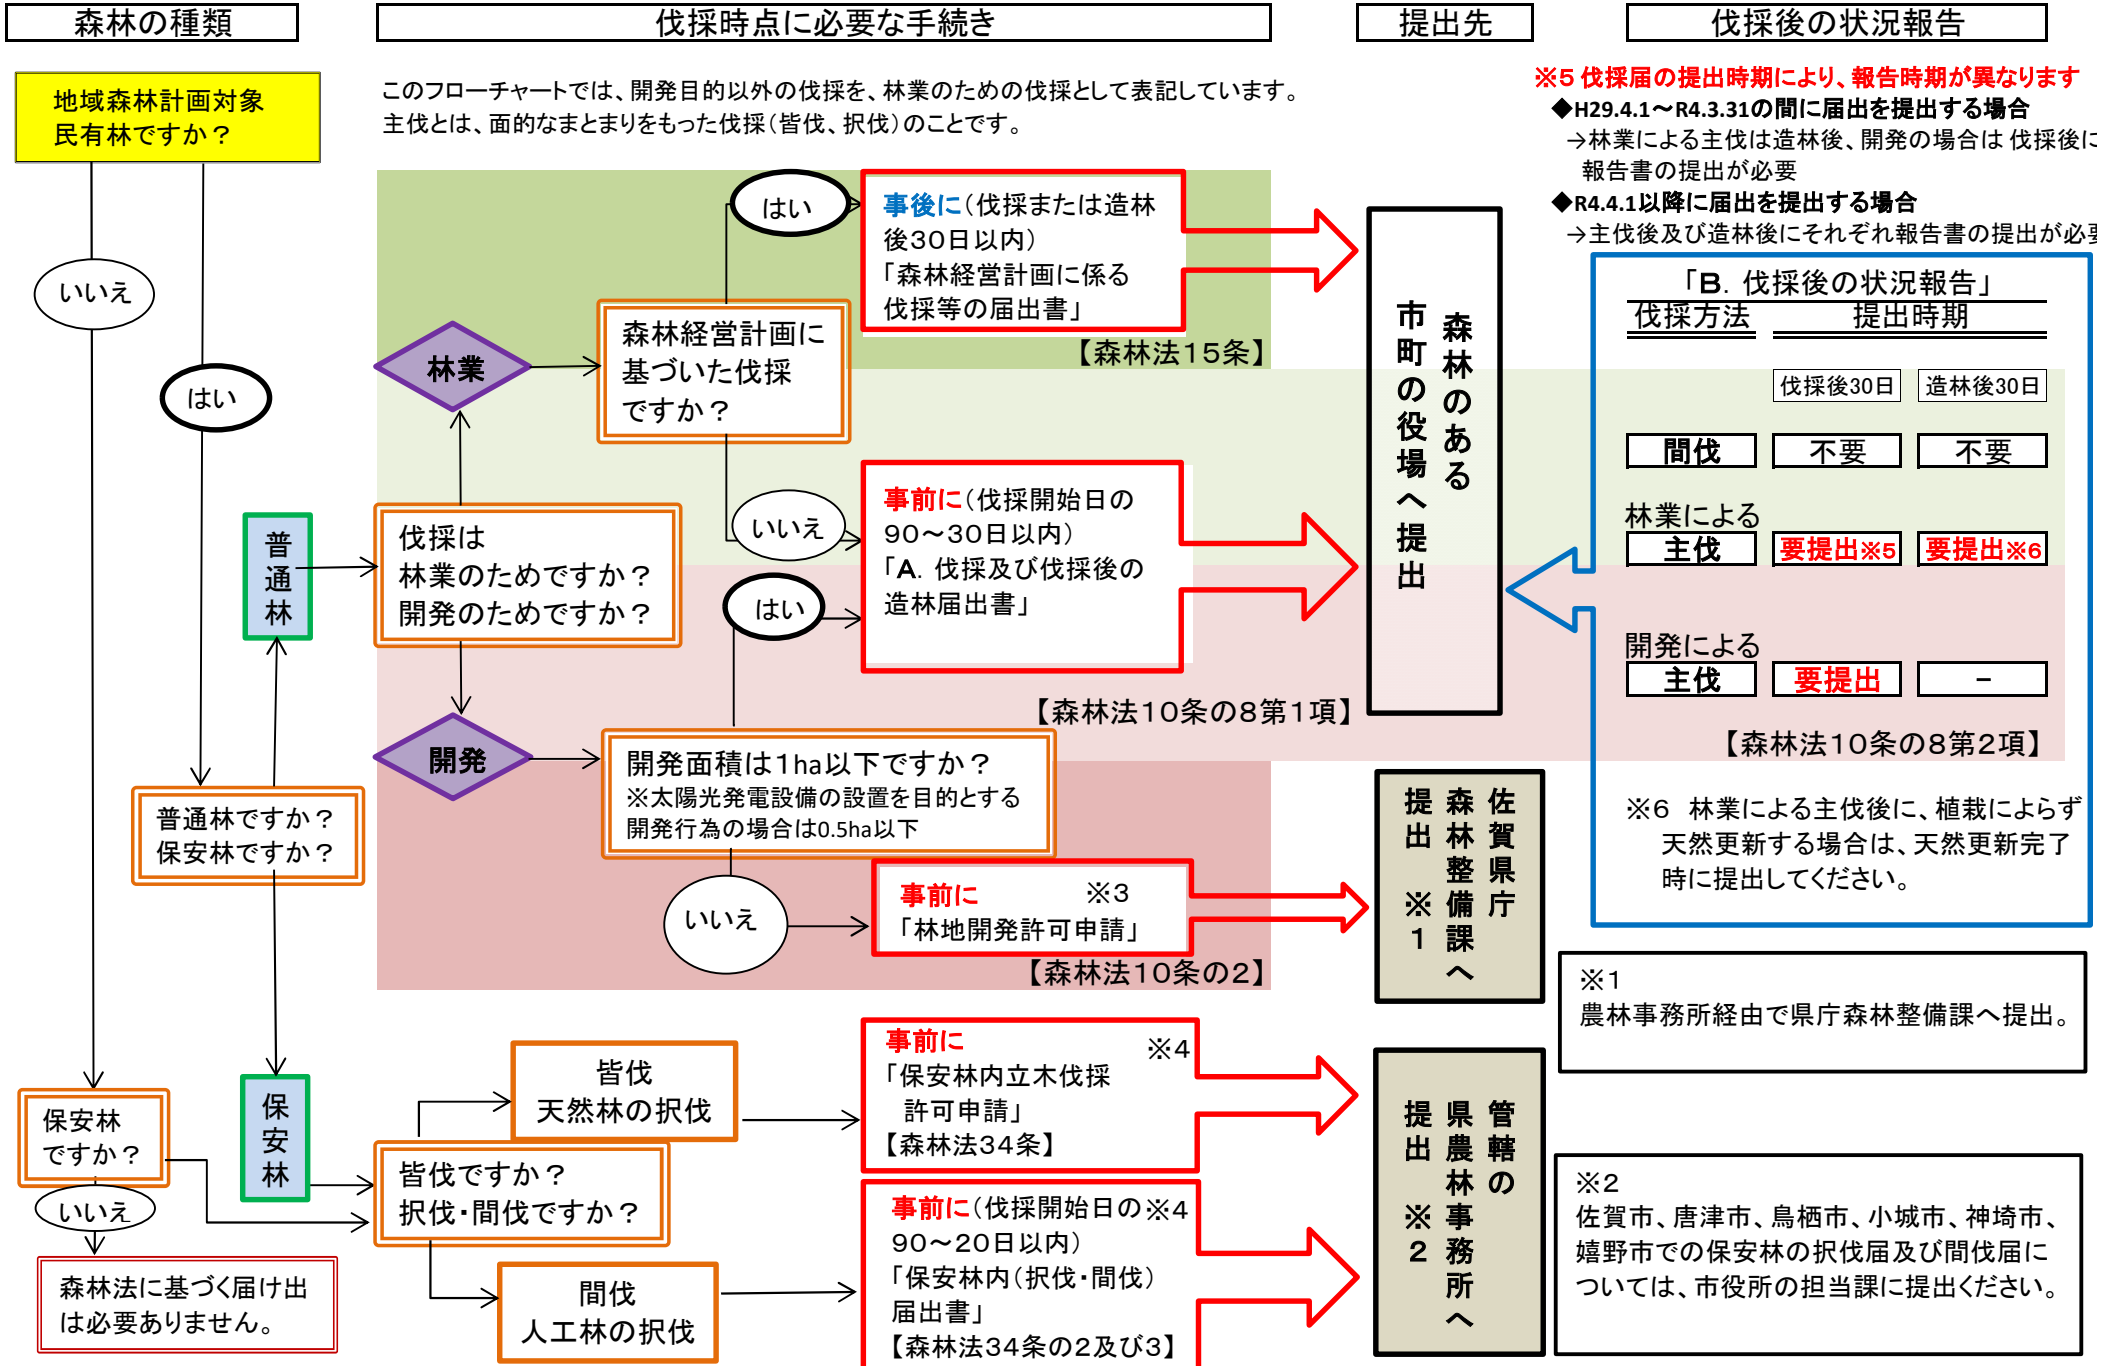 森林の種類
伐採時点に必要な手続き
提出先
伐採後の状況報告
地域森林計画対象
民有林ですか？
このフローチャートでは、開発目的以外の伐採を、林業のための伐採として表記しています。
主伐とは、面的なまとまりをもった伐採（皆伐、択伐）のことです。
※5 伐採届の提出時期により、報告時期が異なります
◆H29.4.1～R4.3.31の間に届出を提出する場合
→林業による主伐は造林後、開発の場合は 伐採後に
報告書の提出が必要
◆R4.4.1以降に届出を提出する場合
→主伐後及び造林後にそれぞれ報告書の提出が必要
いいえ
はい
はい
事後に（伐採または造林
後30日以内）
「森林経営計画に係る
伐採等の届出書」
【森林法15条】
林業
森林経営計画に
基づいた伐採
ですか？
いいえ
事前に（伐採開始日の
90～30日以内）
「A．伐採及び伐採後の
造林届出書」
はい
【森林法10条の8第1項】
普通林
伐採は
林業のためですか？
開発のためですか？
開発
開発面積は1ha以下ですか？
※太陽光発電設備の設置を目的とする
開発行為の場合は0.5ha以下
いいえ
事前に ※3
「林地開発許可申請」
【森林法10条の2】
森林のある
市町の役場へ提出
「B．伐採後の状況報告」
伐採方法 提出時期
伐採後30日 造林後30日
間伐 不要 不要
林業による
主伐 要提出※5 要提出※6
開発による
主伐 要提出 －
【森林法10条の8第2項】
※6 林業による主伐後に、植栽によらず
天然更新する場合は、天然更新完了
時に提出してください。
佐賀県庁
森林整備課へ
提出 ※1
※1
農林事務所経由で県庁森林整備課へ提出。
普通林ですか？
保安林ですか？
保安林
ですか？
いいえ
森林法に基づく届け出
は必要ありません。
保安林
皆伐ですか？
択伐・間伐ですか？
皆伐
天然林の択伐
間伐
人工林の択伐
事前に ※4
「保安林内立木伐採
許可申請」
【森林法34条】
事前に（伐採開始日の※4
90～20日以内）
「保安林内（択伐・間伐）
届出書」
【森林法34条の2及び3】
管轄の
県農林事務所へ
提出 ※2
※2
佐賀市、唐津市、鳥栖市、小城市、神埼市、
嬉野市での保安林の択伐届及び間伐届に
ついては、市役所の担当課に提出ください。